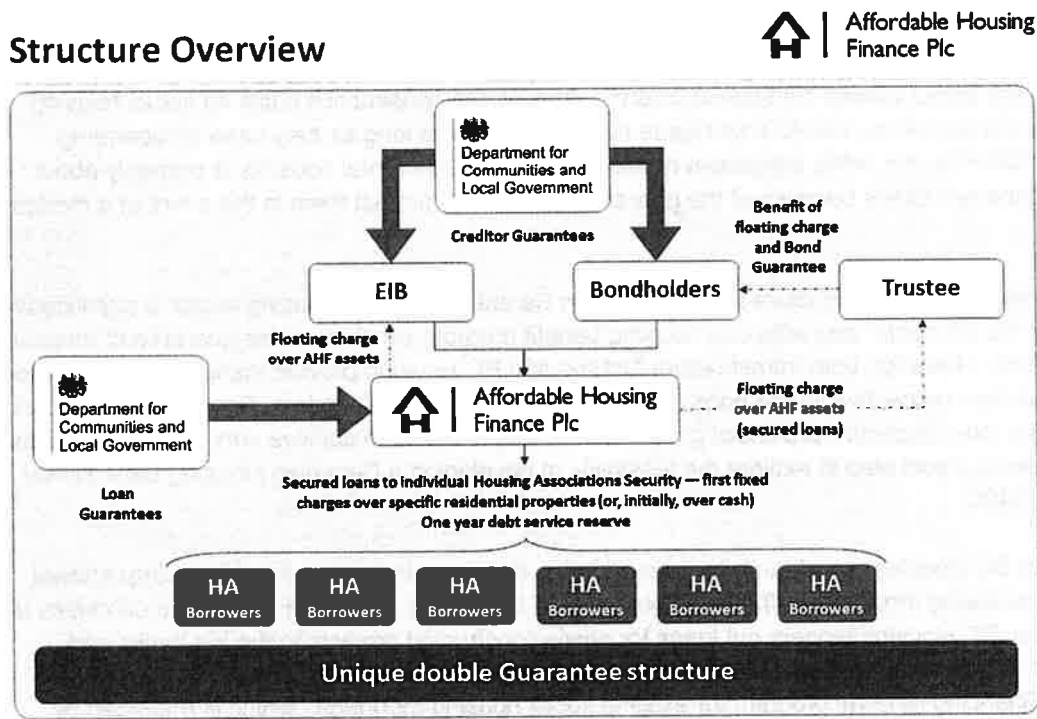 Structure Overview
Affordable Housing
Finance Plc
Department for
Communities and
Local Government
Creditor Guarantees
Benefit of
floating charge
and Bond
Guarantee
EIB
Bondholders
Trustee
Floating charge
over AHF assets
Department for
Communities and
Local Government
Affordable Housing
Finance Plc
Floating charge
over AHF assets
(secured loans)
Loan
Guarantees
Secured loans to individual Housing Associations Security — first fixed
charges over specific residential properties (or, initially, over cash)
One year debt service reserve
HA
Borrowers
HA
Borrowers
HA
Borrowers
HA
Borrowers
HA
Borrowers
HA
Borrowers
Unique double Guarantee structure